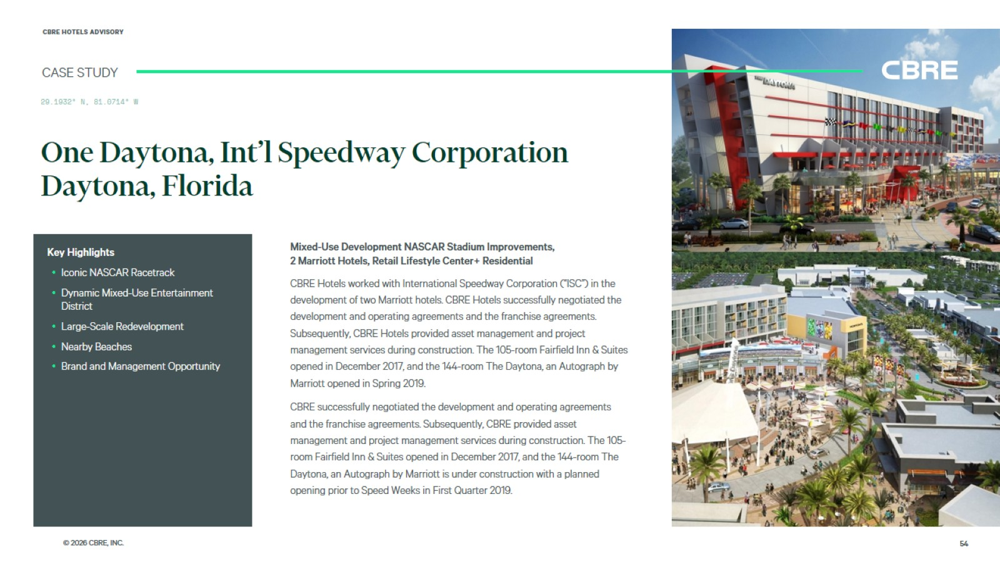 CBRE HOTELS ADVISORY
CASE STUDY
CBRE
29.1932° N, 81.0714° W
One Daytona, Int’l Speedway Corporation
Daytona, Florida
THE DAYTONA
Key Highlights
• Iconic NASCAR Racetrack
• Dynamic Mixed-Use Entertainment
District
• Large-Scale Redevelopment
• Nearby Beaches
• Brand and Management Opportunity
Mixed-Use Development NASCAR Stadium Improvements,
2 Marriott Hotels, Retail Lifestyle Center+ Residential
CBRE Hotels worked with International Speedway Corporation (“ISC”) in the
development of two Marriott hotels. CBRE Hotels successfully negotiated the
development and operating agreements and the franchise agreements.
Subsequently, CBRE Hotels provided asset management and project
management services during construction. The 105-room Fairfield Inn & Suites
opened in December 2017, and the 144-room The Daytona, an Autograph by
Marriott opened in Spring 2019.
CBRE successfully negotiated the development and operating agreements
and the franchise agreements. Subsequently, CBRE provided asset
management and project management services during construction. The 105-
room Fairfield Inn & Suites opened in December 2017, and the 144-room The
Daytona, an Autograph by Marriott is under construction with a planned
opening prior to Speed Weeks in First Quarter 2019.
© 2026 CBRE, INC.
54